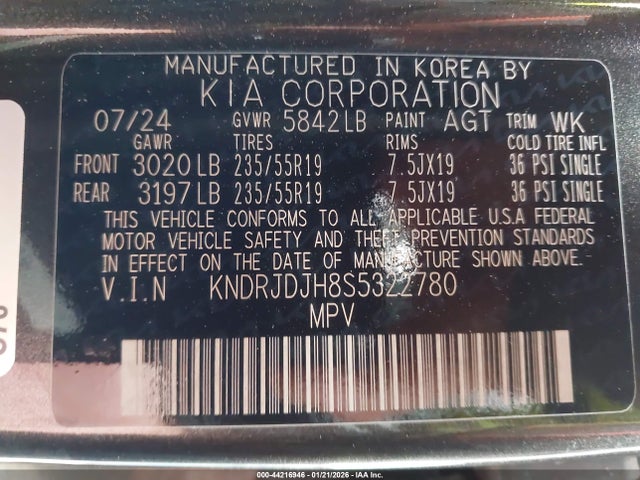 MANUFACTURED IN KOREA BY
KIA CORPORATION
07/24 GVWR 5842LB PAINT AGT TRIM WK
GAWR TIRES RIMS COLD TIRE INFL
FRONT 3020LB 235/55R19 7.5JX19 36 PSI SINGLE
REAR 3197LB 235/55R19 7.5JX19 36 PSI SINGLE
THIS VEHICLE CONFORMS TO ALL APPLICABLE U.S.A FEDERAL
MOTOR VEHICLE SAFETY AND THEFT PREVENTION STANDARDS
IN EFFECT ON THE DATE OF MANUFACTURE SHOWN ABOVE.
V.I.N KNDRJDJH8S5322780
MPV
000-44216946 - 01/21/2026 - IAA Inc.